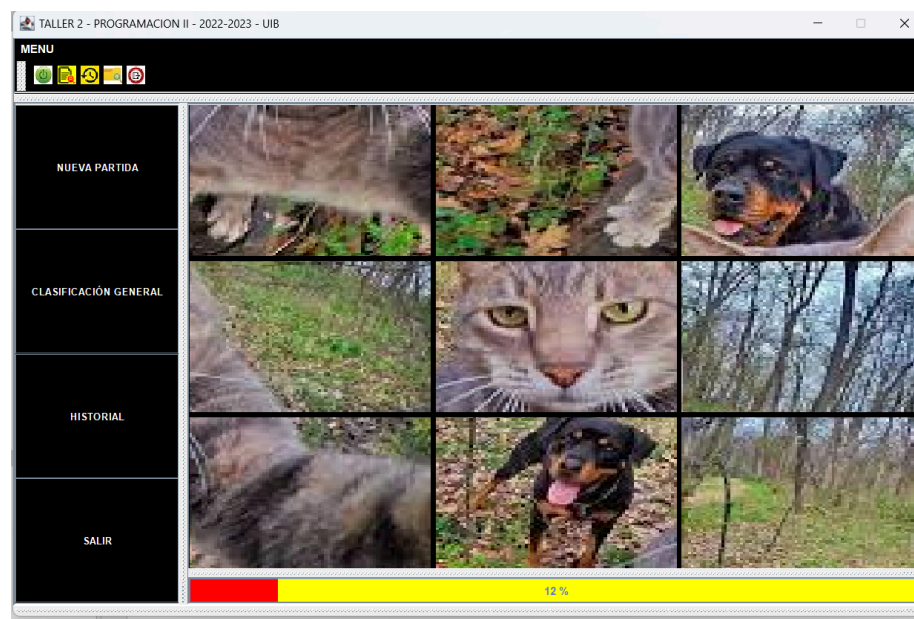 TALLER 2 - PROGRAMACION II - 2022-2023 - UIB
MENU
NUEVA PARTIDA
CLASIFICACIÓN GENERAL
HISTORIAL
SALIR
12 %